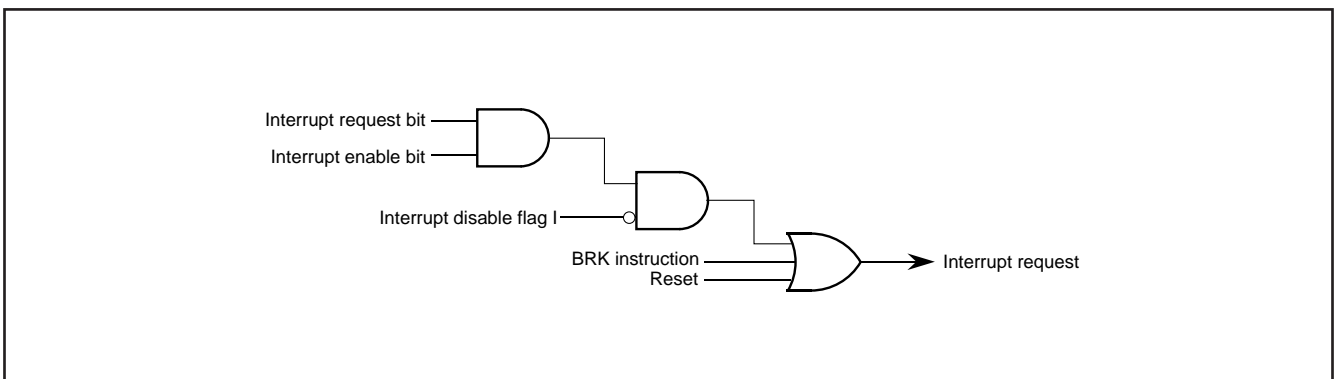 Interrupt request bit
Interrupt enable bit
Interrupt disable flag I
BRK instruction
Reset
Interrupt request